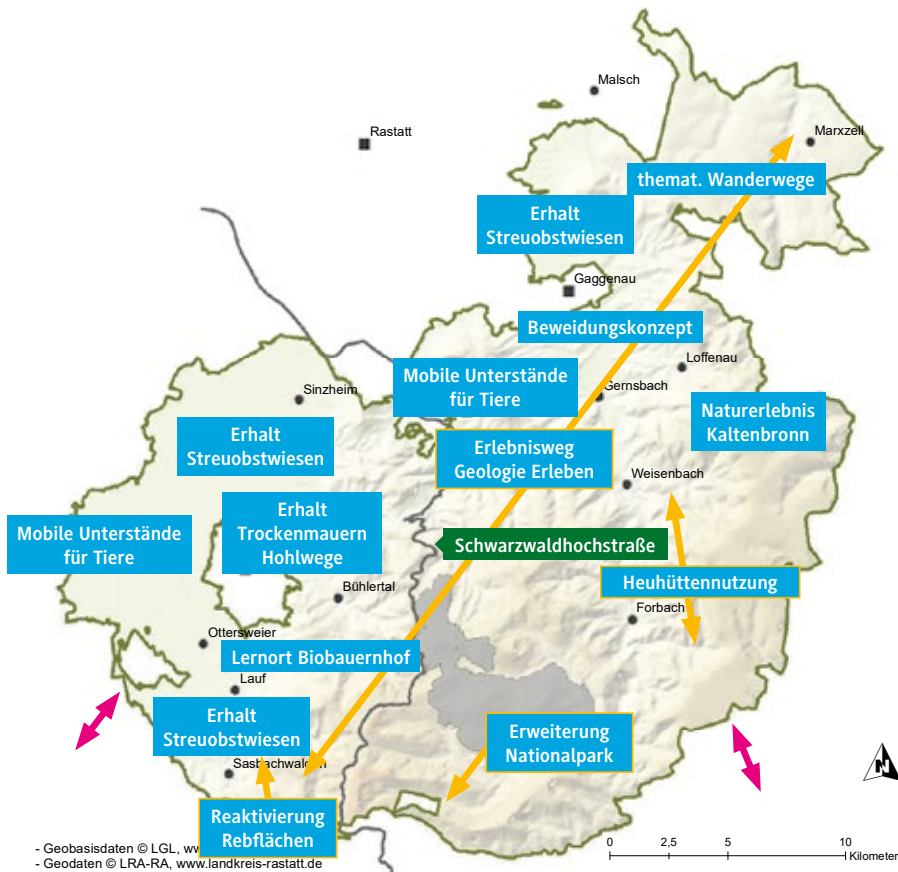 Malsch
Rastatt
Marxzell
themat. Wanderwege
Erhalt
Streuobstwiesen
Gaggenau
Beweidungskonzept
Loffenau
Mobile Unterstände
für Tiere
Gernsbach
Sinzheim
Naturerlebnis
Kaltenbronn
Erhalt
Streuobstwiesen
Erlebnisweg
Geologie Erleben
Weisenbach
Erhalt
Trockenmauern
Hohlwege
Mobile Unterstände
für Tiere
Schwarzwaldhochstraße
Heuhüttennutzung
Bühlertal
Forbach
Ottersweier
Lernort Biobauernhof
Lauf
Erhalt
Streuobstwiesen
Erweiterung
Nationalpark
Sasbachwalden
N
Reaktivierung
Rebflächen
- Geobasisdaten © LGL,
- Geodaten © LRA-RA, www.landkreis-rastatt.de
0 2,5 5 10
Kilometer